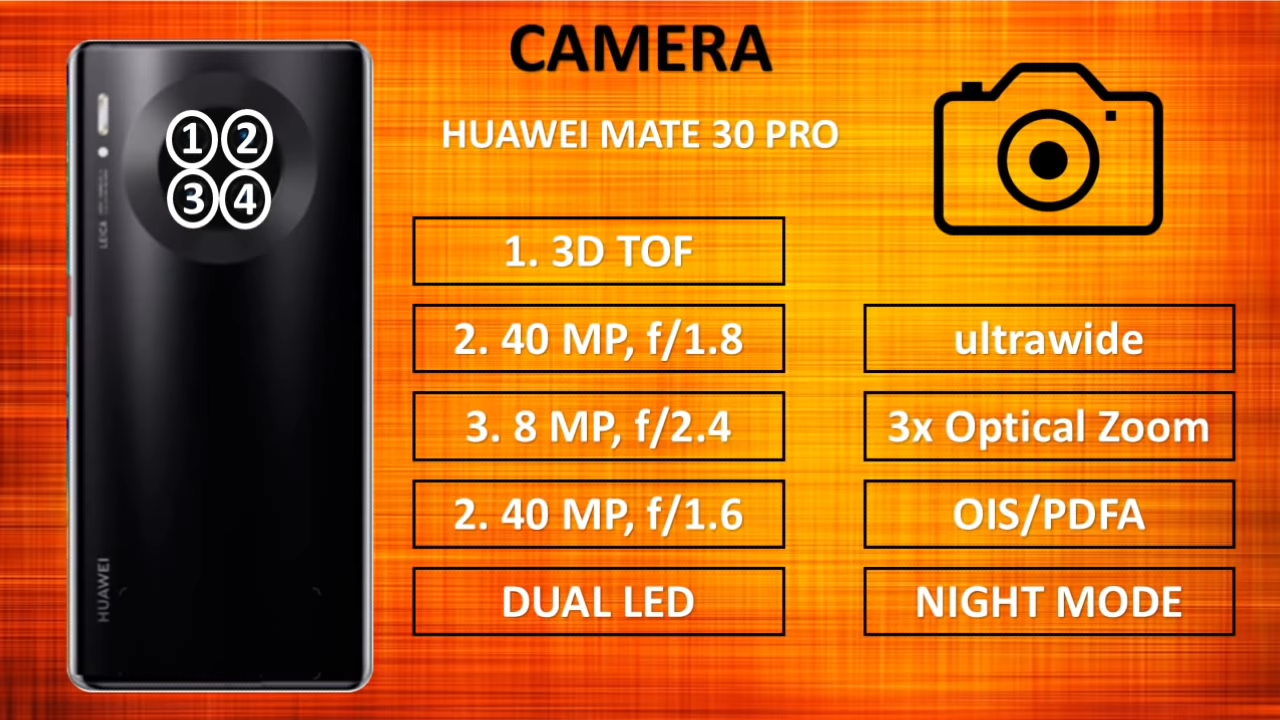 CAMERA
HUAWEI MATE 30 PRO
1 2
3 4
LEICA
HUAWEI
1. 3D TOF
2. 40 MP, f/1.8 ultrawide
3. 8 MP, f/2.4 3x Optical Zoom
2. 40 MP, f/1.6 OIS/PDFA
DUAL LED NIGHT MODE